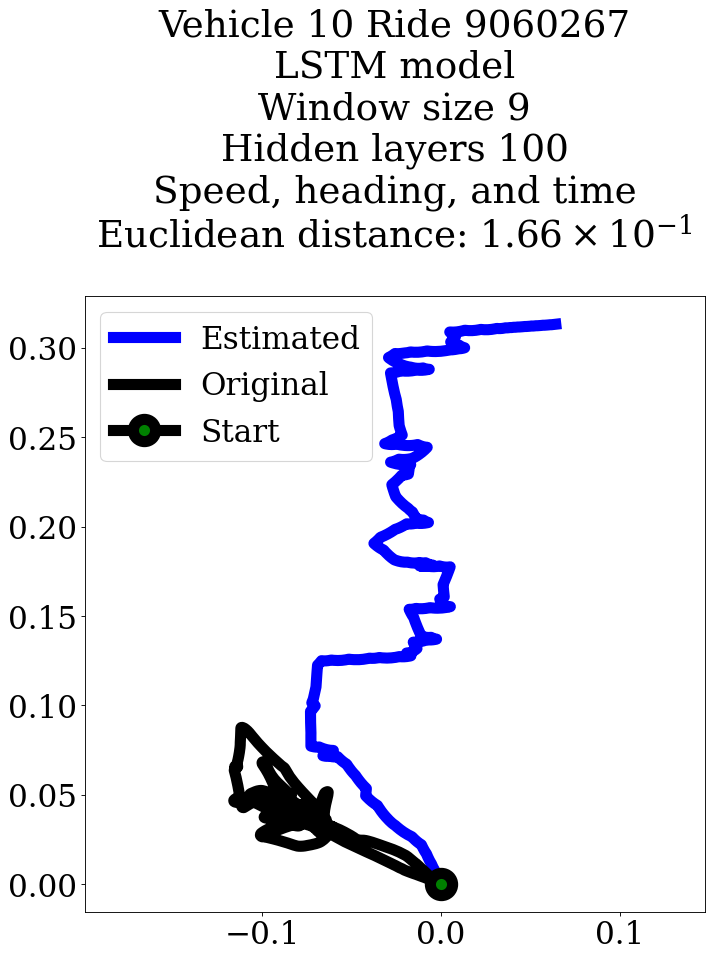 Vehicle 10 Ride 9060267
LSTM model
Window size 9
Hidden layers 100
Speed, heading, and time
Euclidean distance: 1.66 × 10⁻¹
Estimated
Original
Start
0.30
0.25
0.20
0.15
0.10
0.05
0.00
−0.1 0.0 0.1